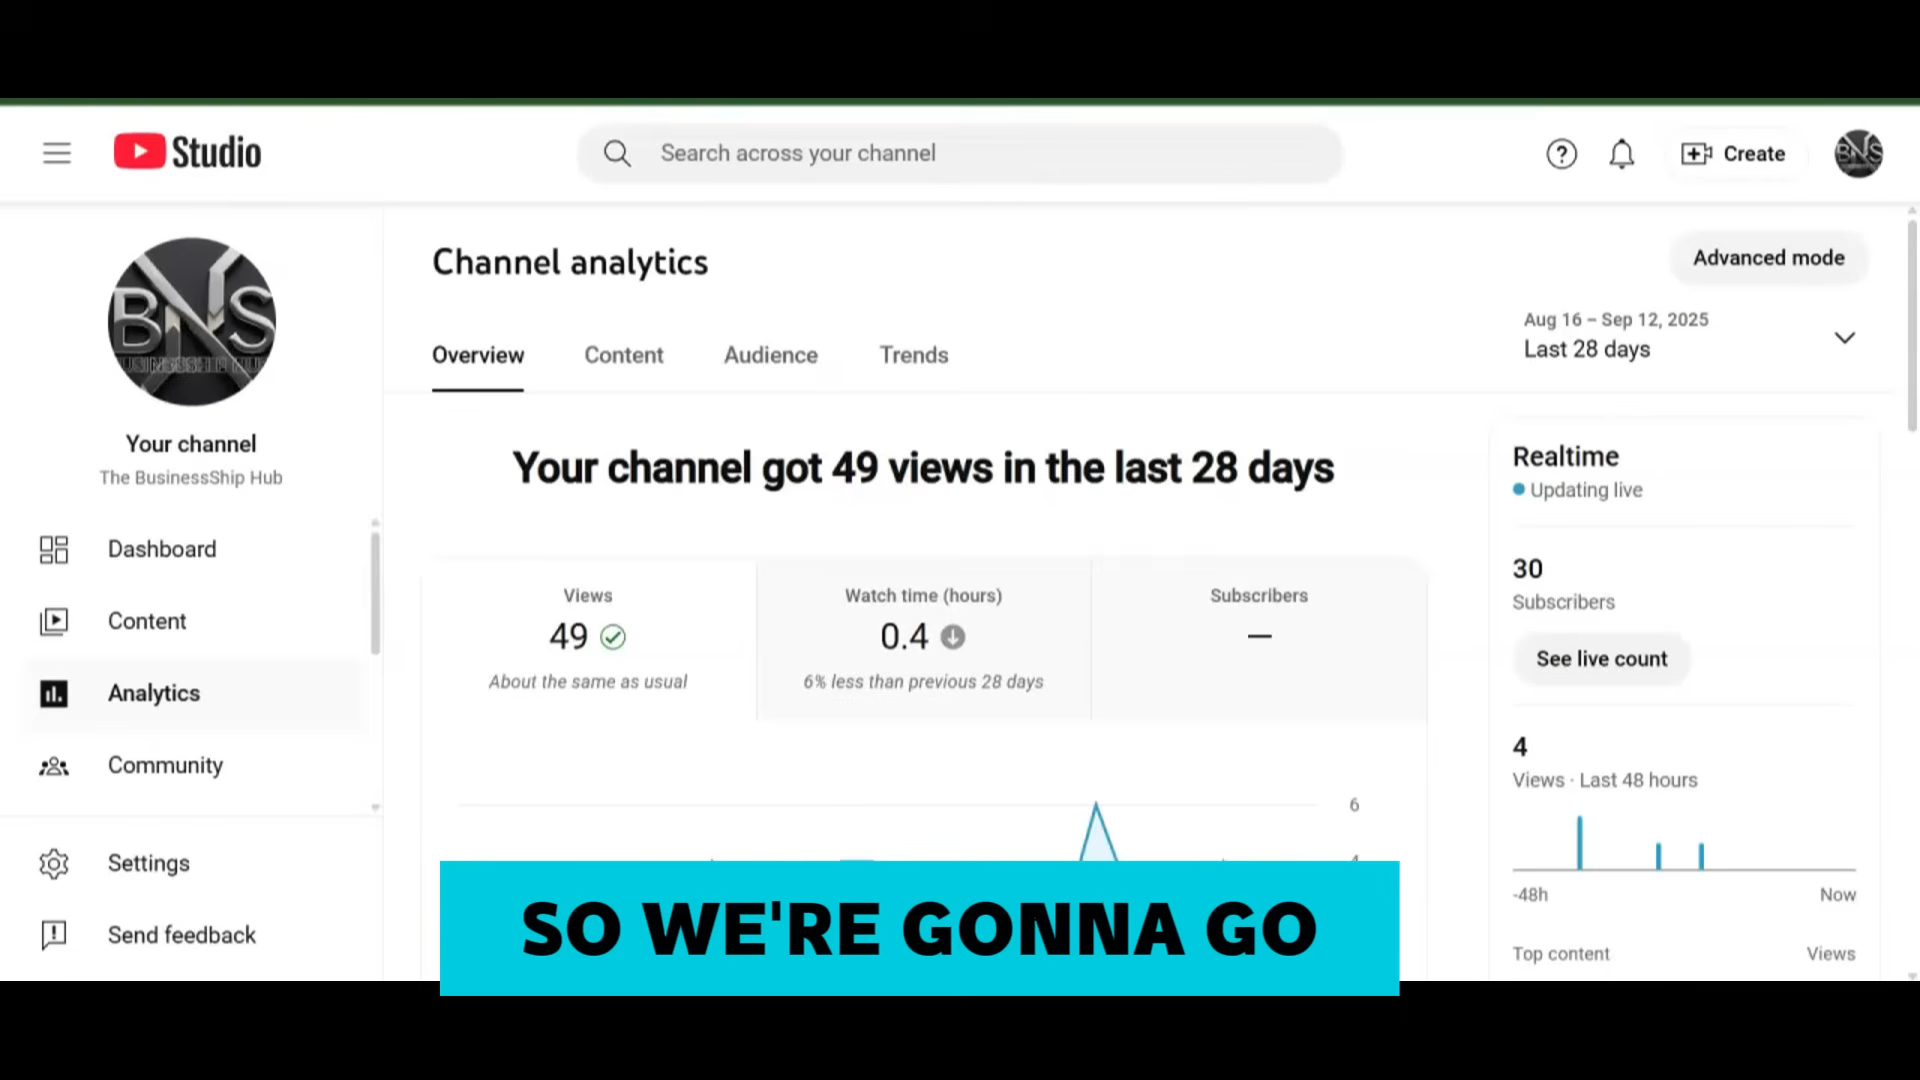 Studio
Search across your channel
Create
BNS
BNS
Your channel
The BusinessShip Hub
Dashboard
Content
Analytics
Community
Settings
Send feedback
Channel analytics
Advanced mode
Overview
Content
Audience
Trends
Aug 16 – Sep 12, 2025
Last 28 days
Your channel got 49 views in the last 28 days
Views
49
About the same as usual
Watch time (hours)
0.4
6% less than previous 28 days
Subscribers
—
6
Realtime
Updating live
30
Subscribers
See live count
4
Views · Last 48 hours
-48h
Now
Top content
Views
SO WE'RE GONNA GO